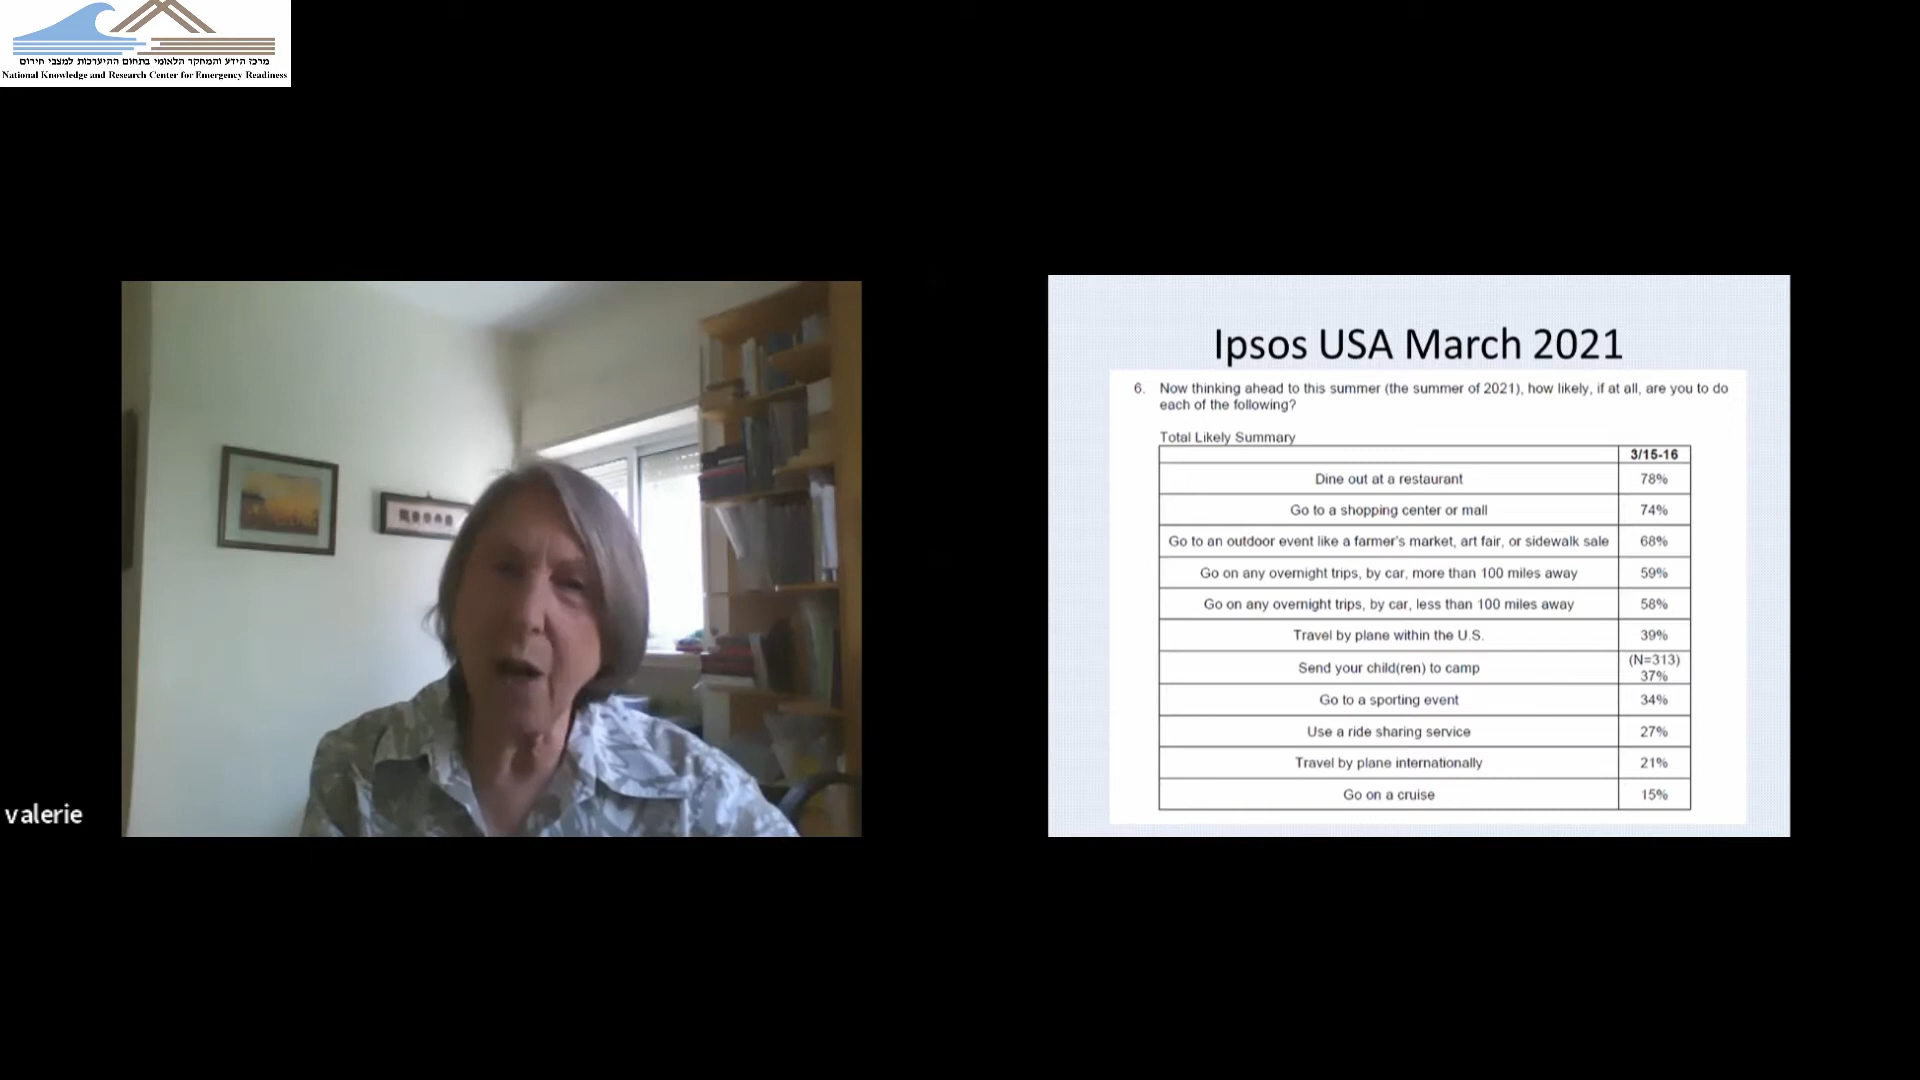 מרכז הידע והמחקר הלאומי בתחום ההיערכות למצבי חירום
National Knowledge and Research Center for Emergency Readiness
valerie
Ipsos USA March 2021
6. Now thinking ahead to this summer (the summer of 2021), how likely, if at all, are you to do
each of the following?
Total Likely Summary
3/15-16
Dine out at a restaurant 78%
Go to a shopping center or mall 74%
Go to an outdoor event like a farmer's market, art fair, or sidewalk sale 68%
Go on any overnight trips, by car, more than 100 miles away 59%
Go on any overnight trips, by car, less than 100 miles away 58%
Travel by plane within the U.S. 39%
Send your child(ren) to camp (N=313)
37%
Go to a sporting event 34%
Use a ride sharing service 27%
Travel by plane internationally 21%
Go on a cruise 15%